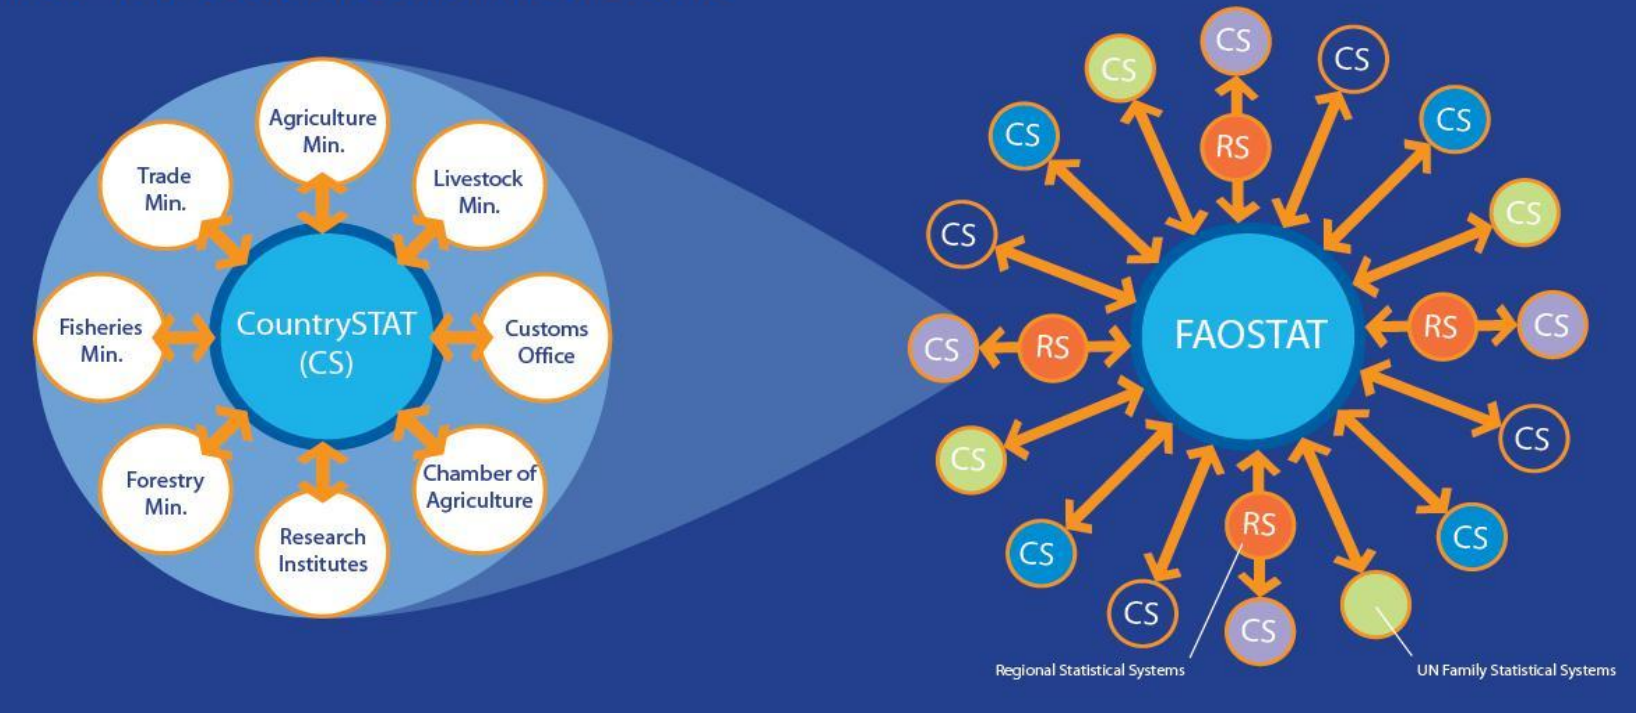 Agriculture
Min.
Trade
Min.
Livestock
Min.
Fisheries
Min.
CountrySTAT
(CS)
Customs
Office
Forestry
Min.
Chamber of
Agriculture
Research
Institutes
CS
CS
CS
CS
CS
RS
CS
CS
CS
RS
FAOSTAT
RS
CS
CS
CS
CS
CS
RS
CS
CS
CS
Regional Statistical Systems
UN Family Statistical Systems